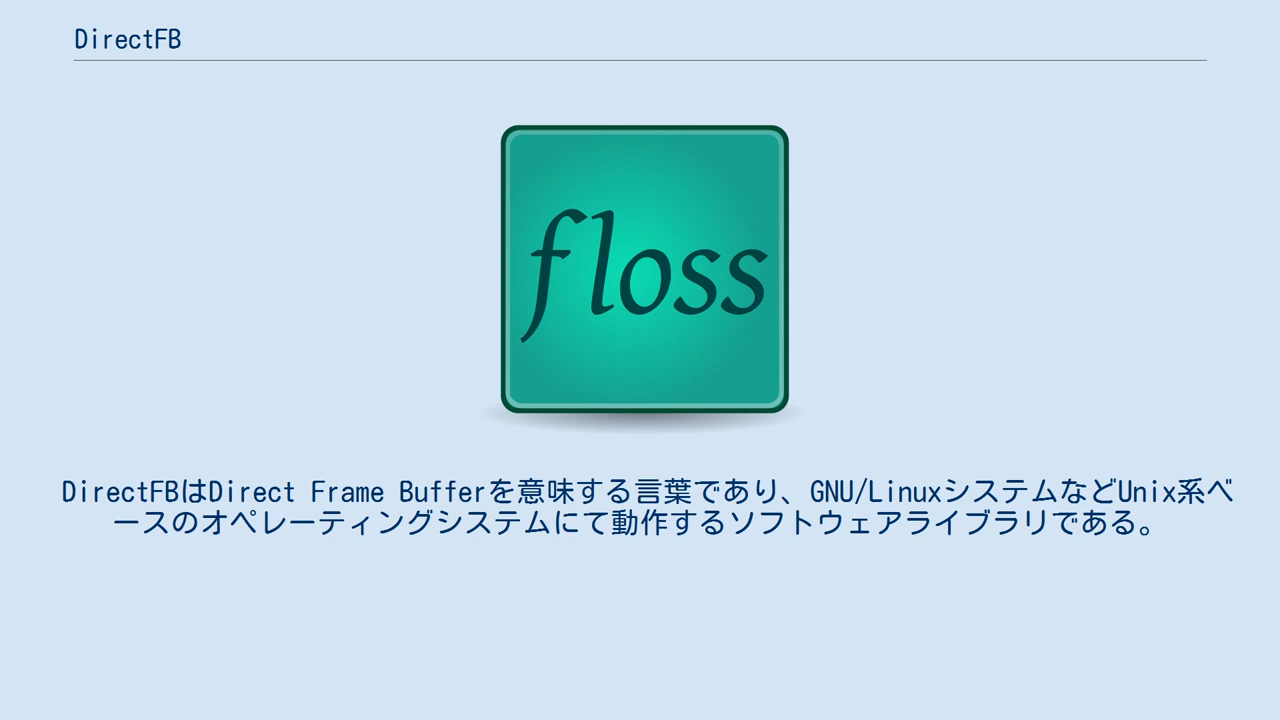 DirectFB
floss
DirectFBはDirect Frame Bufferを意味する言葉であり、GNU/LinuxシステムなどUnix系ベ
ースのオペレーティングシステムにて動作するソフトウェアライブラリである。